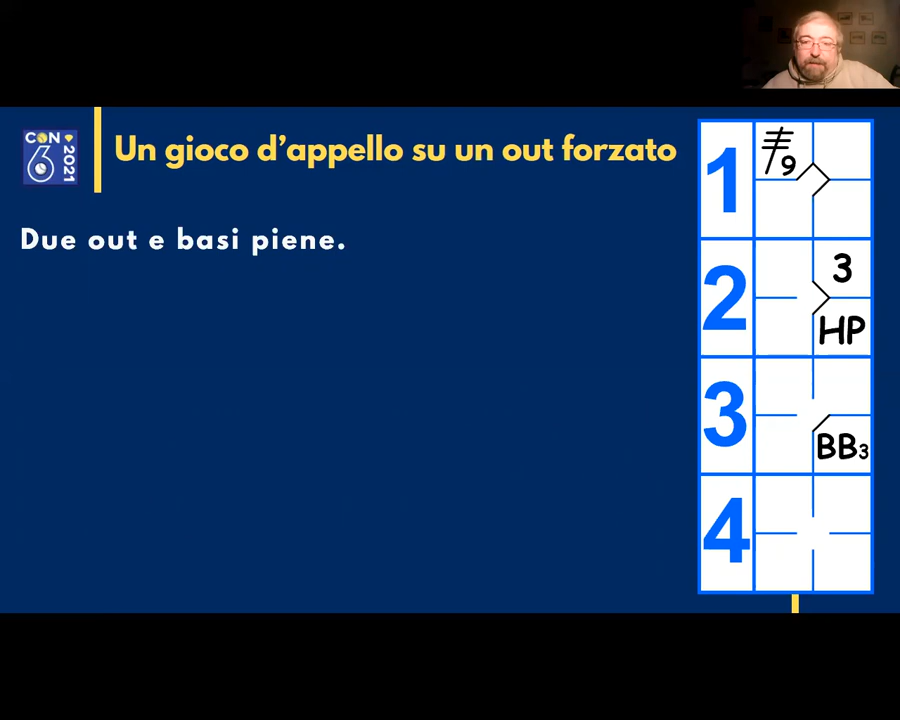 CON
6
2021
Un gioco d'appello su un out forzato
Due out e basi piene.
1
9
2
3
HP
3
BB3
4